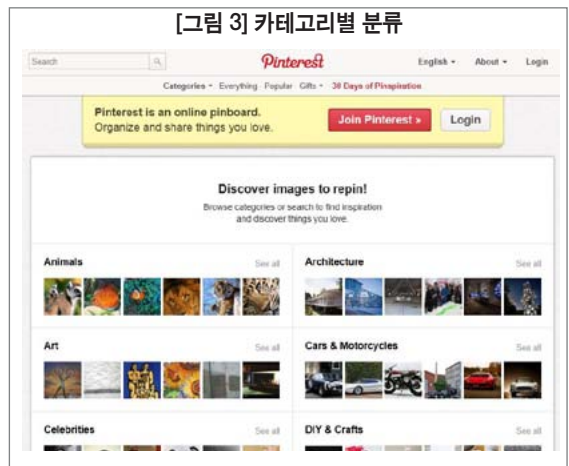 [그림 3] 카테고리별 분류
Search Pinterest English About Login
Categories Everything Popular Gifts 30 Days of Pinspiration
Pinterest is an online pinboard.
Organize and share things you love.
Join Pinterest » Login
Discover images to repin!
Browse categories or search to find inspiration
and discover things you love.
Animals See all Architecture See all
Art See all Cars & Motorcycles See all
Celebrities See all DIY & Crafts See all